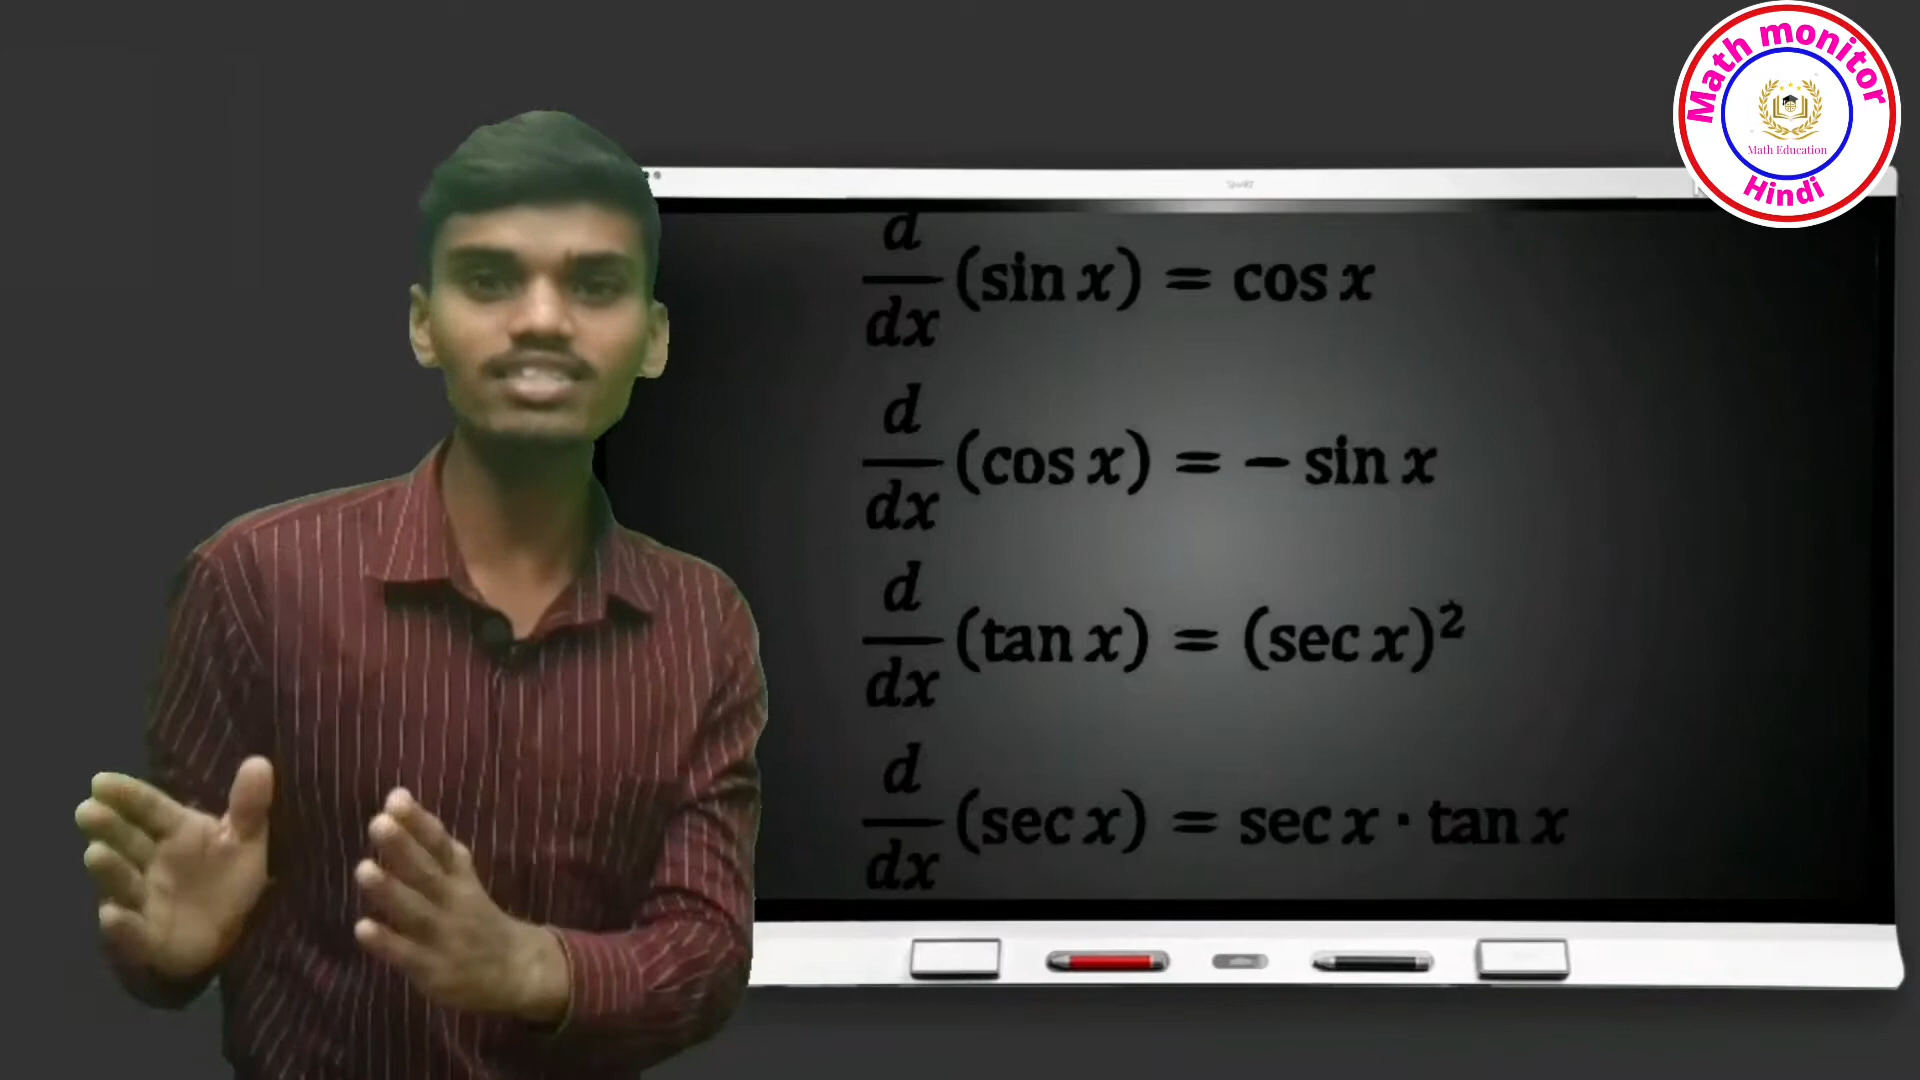 Math monitor
Math Education
Hindi
SMART
d/dx (sin x) = cos x
d/dx (cos x) = − sin x
d/dx (tan x) = (sec x)²
d/dx (sec x) = sec x · tan x